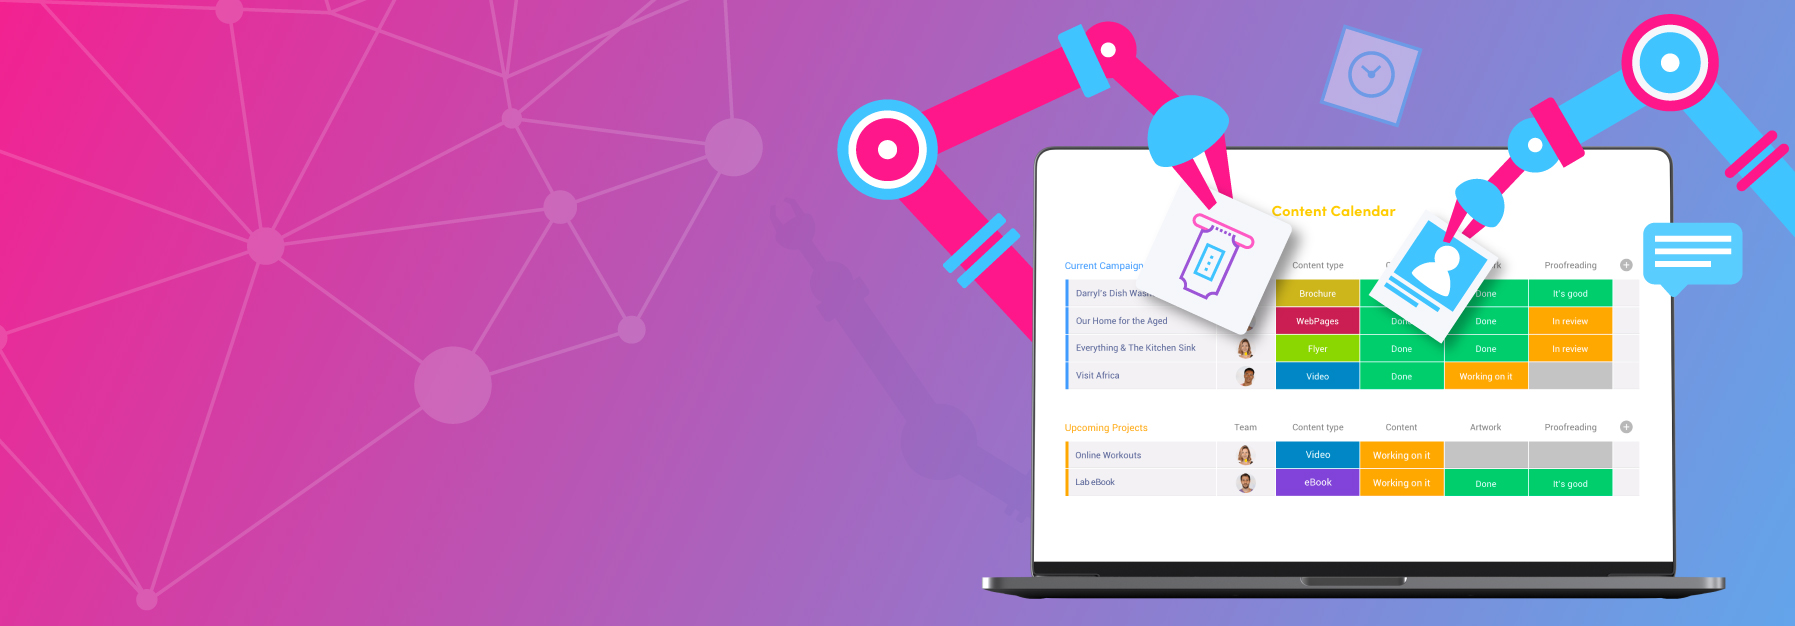 Content Calendar
Current Campaign Content type Proofreading
Darryl's Dish Brochure Done It's good
Our Home for the Aged WebPages Done Done In review
Everything & The Kitchen Sink Flyer Done Done In review
Visit Africa Video Done Working on it
Upcoming Projects Team Content type Content Artwork Proofreading
Online Workouts Video Working on it
Lab eBook eBook Working on it Done It's good